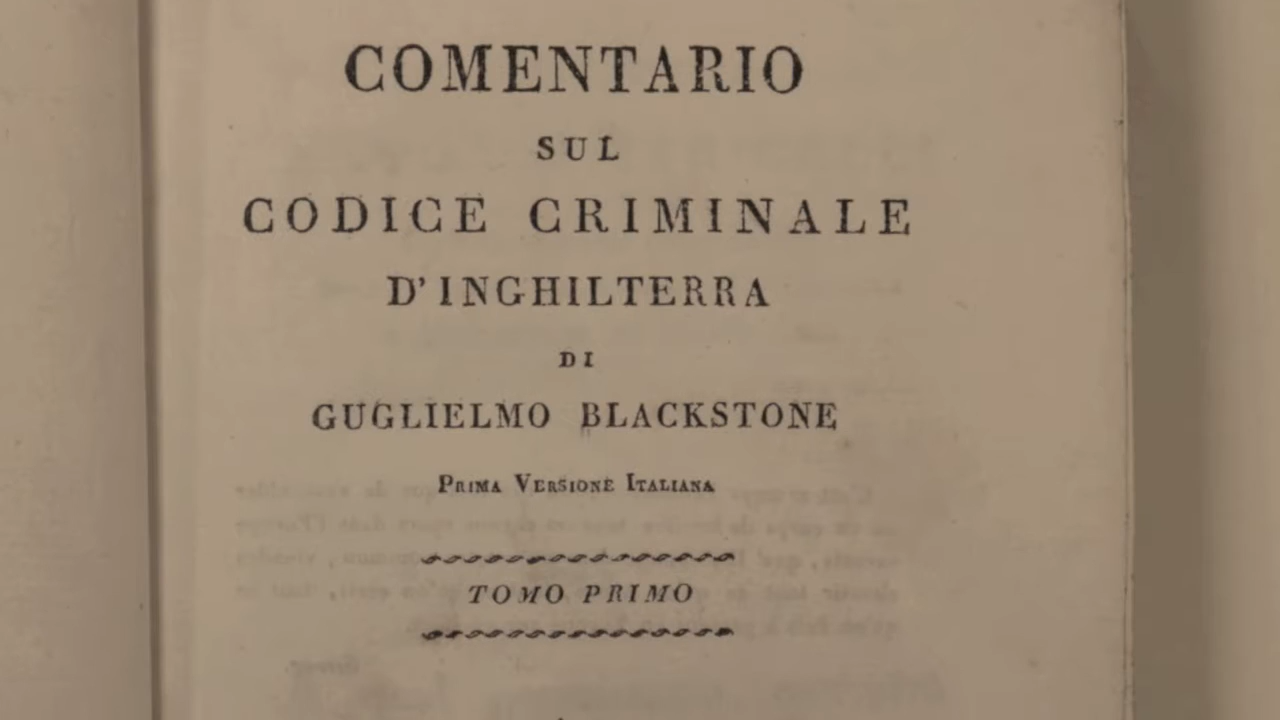 COMENTARIO
SUL
CODICE CRIMINALE
D'INGHILTERRA
DI
GUGLIELMO BLACKSTONE
PRIMA VERSIONE ITALIANA
TOMO PRIMO